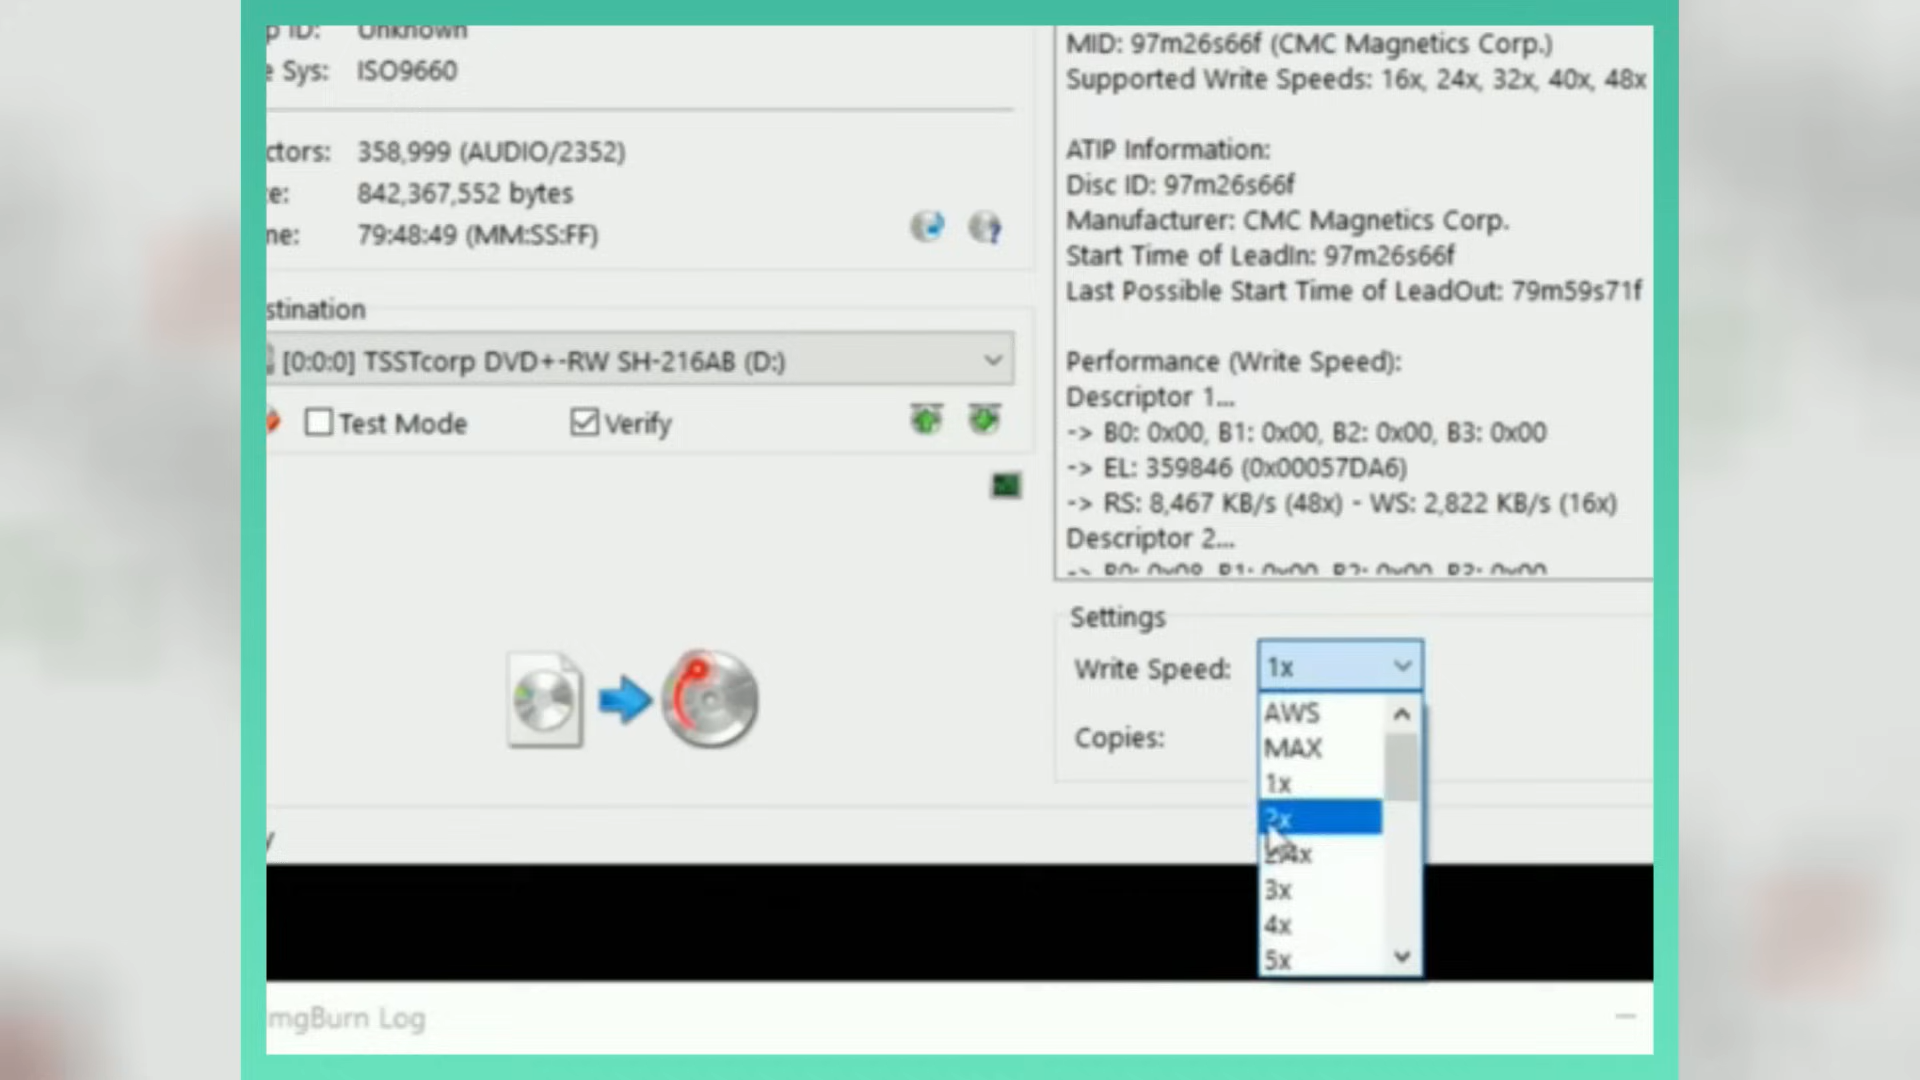 p ID: Unknown
e Sys: ISO9660
ctors: 358,999 (AUDIO/2352)
e: 842,367,552 bytes
ne: 79:48:49 (MM:SS:FF)
stination
[0:0:0] TSSTcorp DVD+-RW SH-216AB (D:)
Test Mode
Verify
MID: 97m26s66f (CMC Magnetics Corp.)
Supported Write Speeds: 16x, 24x, 32x, 40x, 48x
ATIP Information:
Disc ID: 97m26s66f
Manufacturer: CMC Magnetics Corp.
Start Time of LeadIn: 97m26s66f
Last Possible Start Time of LeadOut: 79m59s71f
Performance (Write Speed):
Descriptor 1...
-> B0: 0x00, B1: 0x00, B2: 0x00, B3: 0x00
-> EL: 359846 (0x00057DA6)
-> RS: 8,467 KB/s (48x) - WS: 2,822 KB/s (16x)
Descriptor 2...
Settings
Write Speed: 1x
Copies:
AWS
MAX
1x
2x
2.4x
3x
4x
5x
mgBurn Log